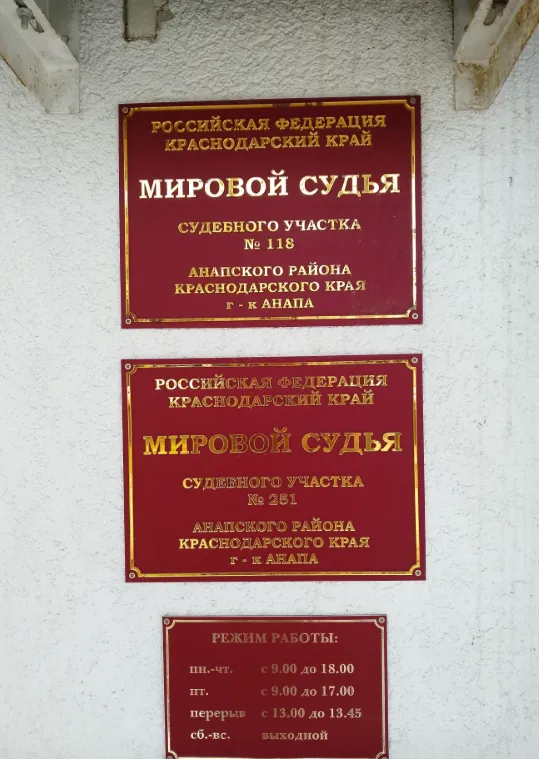 РОССИЙСКАЯ ФЕДЕРАЦИЯ
КРАСНОДАРСКИЙ КРАЙ
МИРОВОЙ СУДЬЯ
СУДЕБНОГО УЧАСТКА
№ 118
АНАПСКОГО РАЙОНА
КРАСНОДАРСКОГО КРАЯ
г - к АНАПА
РОССИЙСКАЯ ФЕДЕРАЦИЯ
КРАСНОДАРСКИЙ КРАЙ
МИРОВОЙ СУДЬЯ
СУДЕБНОГО УЧАСТКА
№ 251
АНАПСКОГО РАЙОНА
КРАСНОДАРСКОГО КРАЯ
г - к АНАПА
РЕЖИМ РАБОТЫ:
пн.-чт. с 9.00 до 18.00
пт. с 9.00 до 17.00
перерыв с 13.00 до 13.45
сб.-вс. выходной